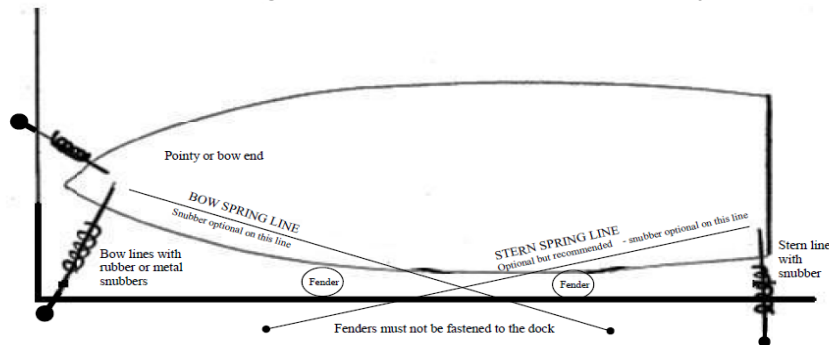 Pointy or bow end
BOW SPRING LINE
Snubber optional on this line
STERN SPRING LINE
Optional but recommended - snubber optional on this line
Bow lines with
rubber or metal
snubbers
Stern line
with
snubber
Fender
Fender
Fenders must not be fastened to the dock